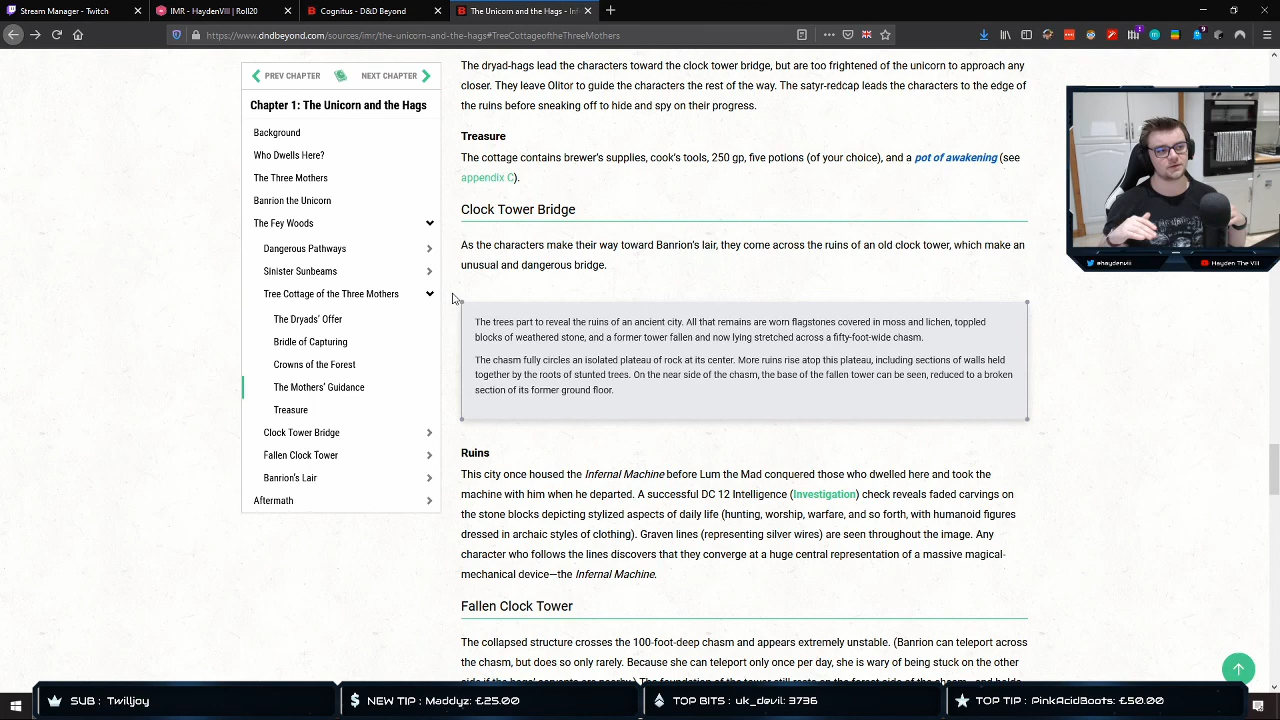 Stream Manager - Twitch
IMR - HaydenVIII | Roll20
Cognitus - D&D Beyond
The Unicorn and the Hags - Inf
https://www.dndbeyond.com/sources/imr/the-unicorn-and-the-hags#TreeCottageoftheThreeMothers
PREV CHAPTER
NEXT CHAPTER
Chapter 1: The Unicorn and the Hags
Background
Who Dwells Here?
The Three Mothers
Banrion the Unicorn
The Fey Woods
Dangerous Pathways
Sinister Sunbeams
Tree Cottage of the Three Mothers
The Dryads' Offer
Bridle of Capturing
Crowns of the Forest
The Mothers' Guidance
Treasure
Clock Tower Bridge
Fallen Clock Tower
Banrion's Lair
Aftermath
The dryad-hags lead the characters toward the clock tower bridge, but are too frightened of the unicorn to approach any
closer. They leave Olitor to guide the characters the rest of the way. The satyr-redcap leads the characters to the edge of
the ruins before sneaking off to hide and spy on their progress.
Treasure
The cottage contains brewer's supplies, cook's tools, 250 gp, five potions (of your choice), and a pot of awakening (see
appendix C).
Clock Tower Bridge
As the characters make their way toward Banrion's lair, they come across the ruins of an old clock tower, which make an
unusual and dangerous bridge.
The trees part to reveal the ruins of an ancient city. All that remains are worn flagstones covered in moss and lichen, toppled
blocks of weathered stone, and a former tower fallen and now lying stretched across a fifty-foot-wide chasm.
The chasm fully circles an isolated plateau of rock at its center. More ruins rise atop this plateau, including sections of walls held
together by the roots of stunted trees. On the near side of the chasm, the base of the fallen tower can be seen, reduced to a broken
section of its former ground floor.
Ruins
This city once housed the Infernal Machine before Lum the Mad conquered those who dwelled here and took the
machine with him when he departed. A successful DC 12 Intelligence (Investigation) check reveals faded carvings on
the stone blocks depicting stylized aspects of daily life (hunting, worship, warfare, and so forth, with humanoid figures
dressed in archaic styles of clothing). Graven lines (representing silver wires) are seen throughout the image. Any
character who follows the lines discovers that they converge at a huge central representation of a massive magical-
mechanical device—the Infernal Machine.
Fallen Clock Tower
The collapsed structure crosses the 100-foot-deep chasm and appears extremely unstable. (Banrion can teleport across
the chasm, but does so only rarely. Because she can teleport only once per day, she is wary of being stuck on the other
ehaydenviii
Hayden The VIII
SUB : Twilljoy
NEW TIP : Maddyz: £25.00
TOP BITS : uk_devil: 3736
TOP TIP : PinkAcidBoots: £50.00